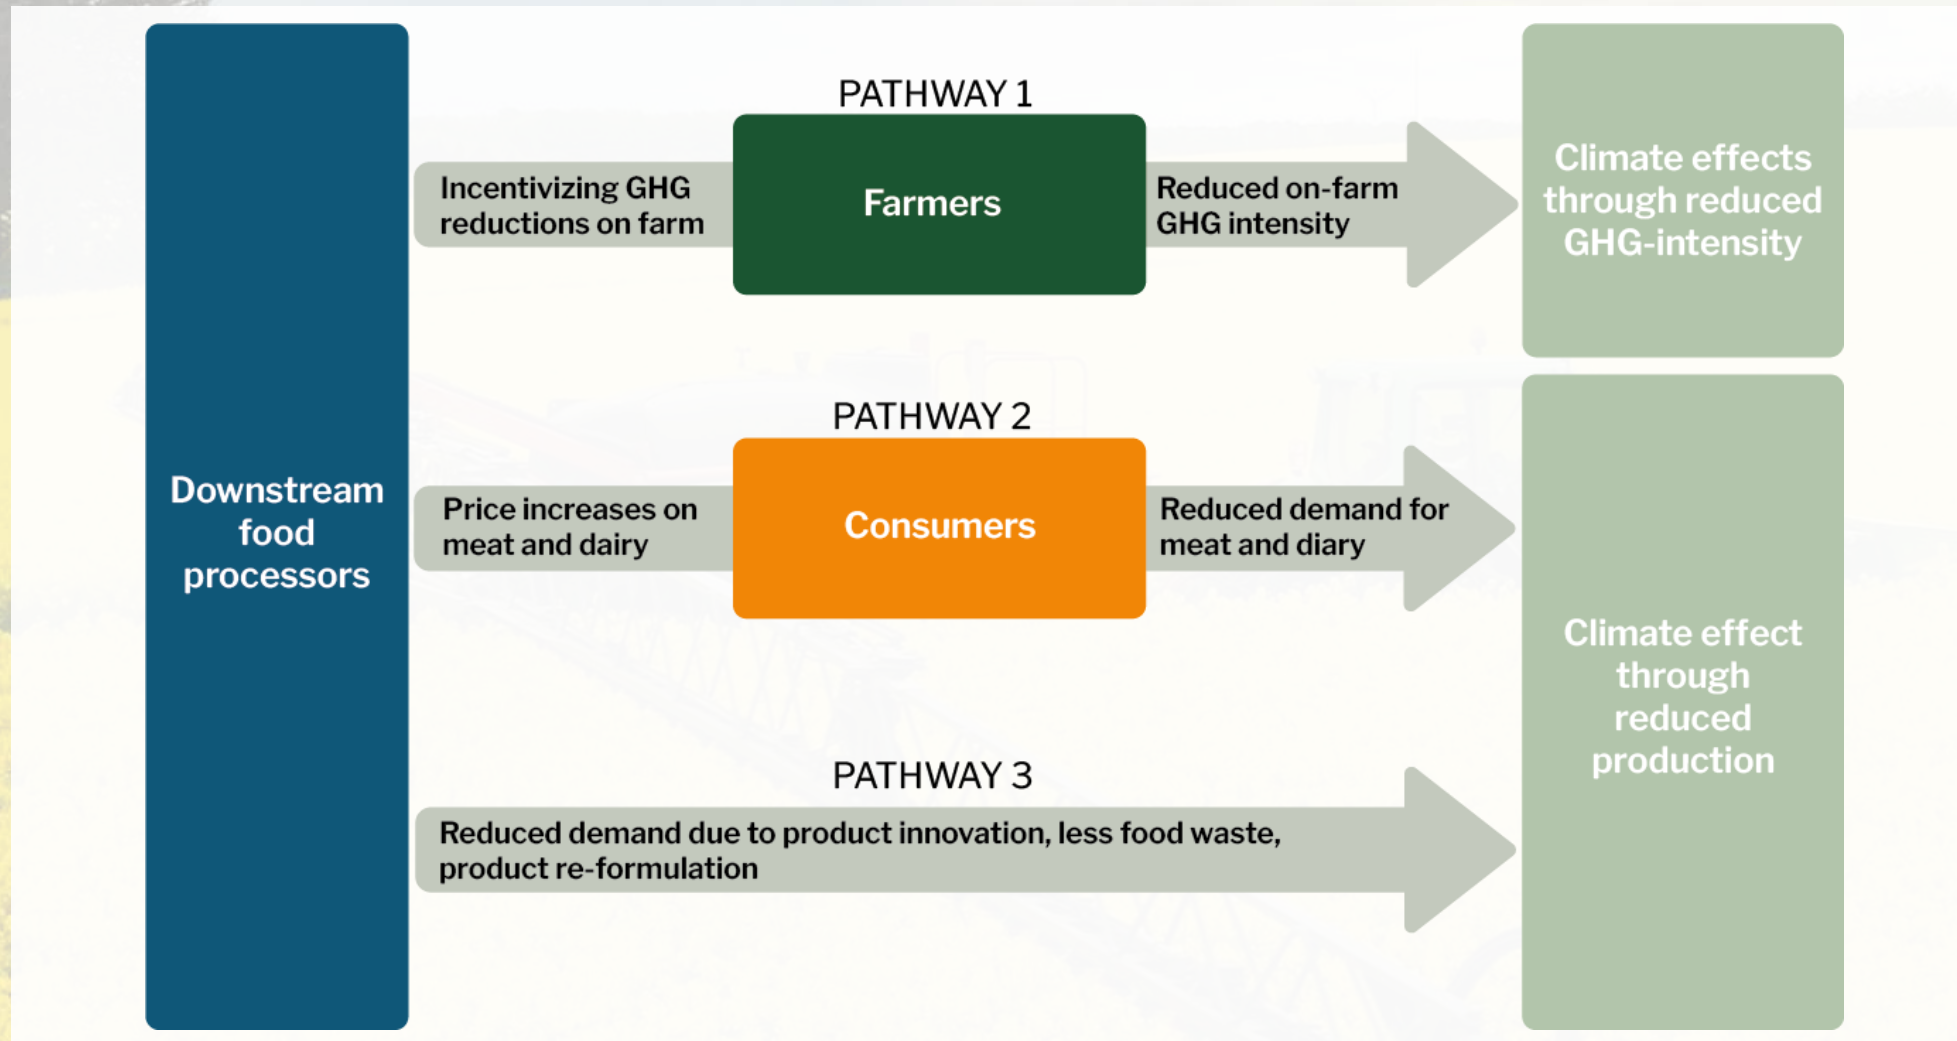 PATHWAY 1
Incentivizing GHG
reductions on farm
Farmers
Reduced on-farm
GHG intensity
Climate effects
through reduced
GHG-intensity
Downstream
food
processors
PATHWAY 2
Price increases on
meat and dairy
Consumers
Reduced demand for
meat and diary
Climate effect
through
reduced
production
PATHWAY 3
Reduced demand due to product innovation, less food waste,
product re-formulation